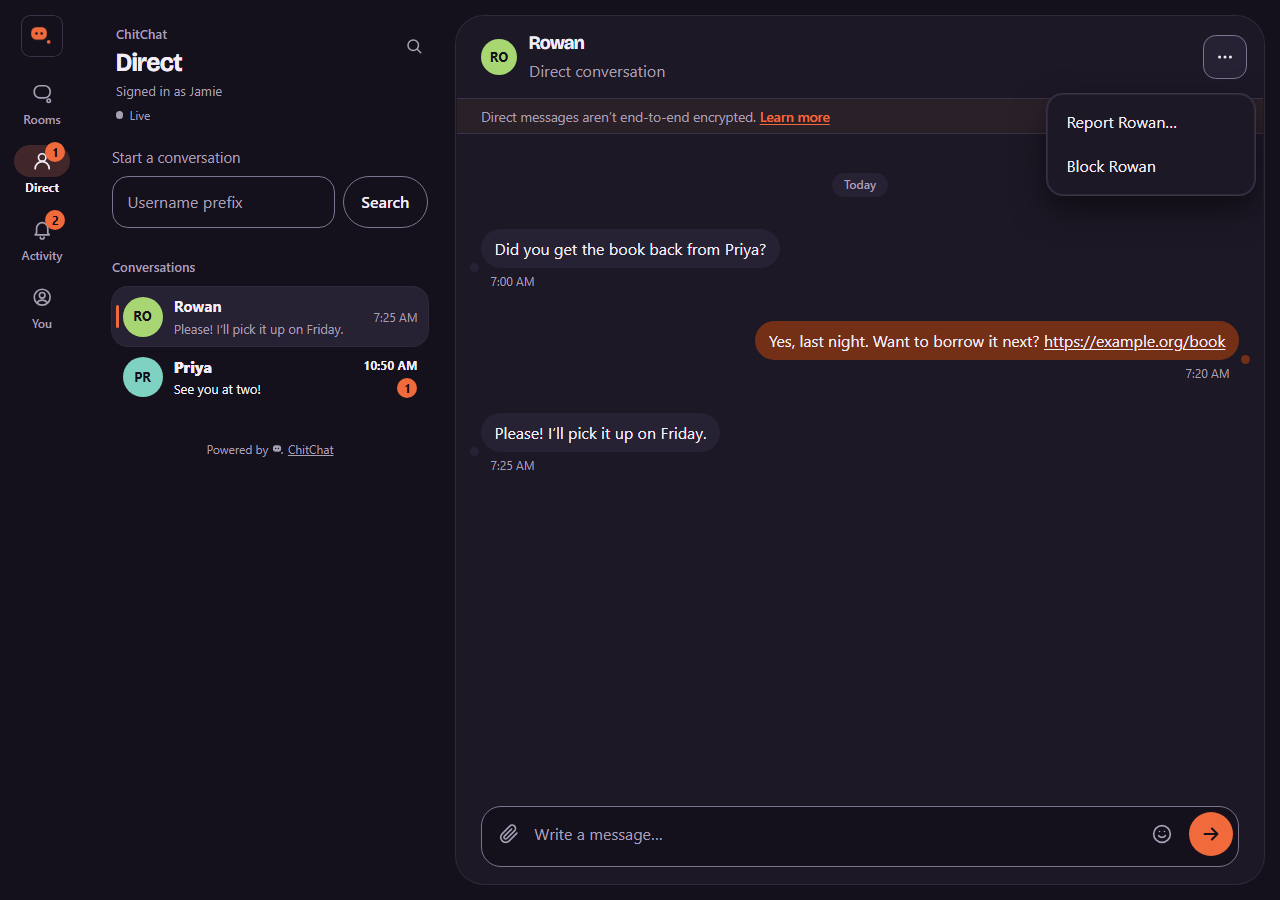 ChitChat
Direct
Signed in as Jamie
Live
Rooms
1
Direct
2
Activity
You
Start a conversation
Username prefix
Search
Conversations
RO
Rowan
7:25 AM
Please! I’ll pick it up on Friday.
PR
Priya
10:50 AM
See you at two!
1
Powered by ChitChat
RO
Rowan
Direct conversation
...
Direct messages aren’t end-to-end encrypted. Learn more
Report Rowan...
Block Rowan
Today
Did you get the book back from Priya?
7:00 AM
Yes, last night. Want to borrow it next? https://example.org/book
7:20 AM
Please! I’ll pick it up on Friday.
7:25 AM
Write a message...